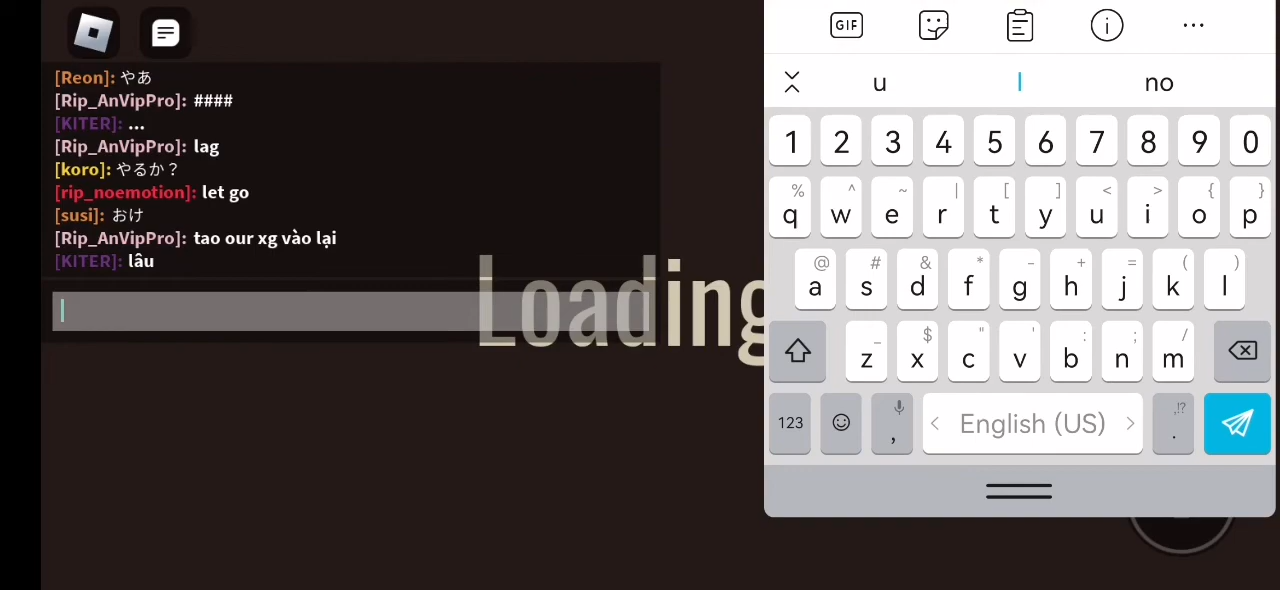 [Reon]: やあ
[Rip_AnVipPro]: ####
[KITER]: ...
[Rip_AnVipPro]: lag
[koro]: やるか？
[rip_noemotion]: let go
[susi]: おけ
[Rip_AnVipPro]: tao our xg vào lại
[KITER]: lâu
Loading
GIF
u I no
1 2 3 4 5 6 7 8 9 0
% ^ ~ | [ ] < > { }
q w e r t y u i o p
@ # & * - + = ( )
a s d f g h j k l
_ $ " ' : ; /
z x c v b n m
123 , < English (US) > ,!? .